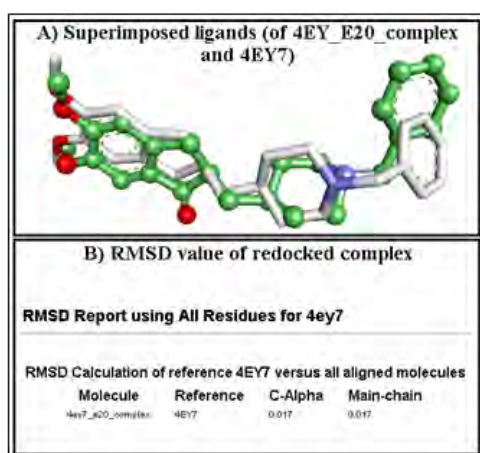 A) Superimposed ligands (of 4EY_E20_complex
and 4EY7)
B) RMSD value of redocked complex
RMSD Report using All Residues for 4ey7
RMSD Calculation of reference 4EY7 versus all aligned molecules
Molecule Reference C-Alpha Main-chain
4ey7_e20_complex 4EY7 0.017 0.017